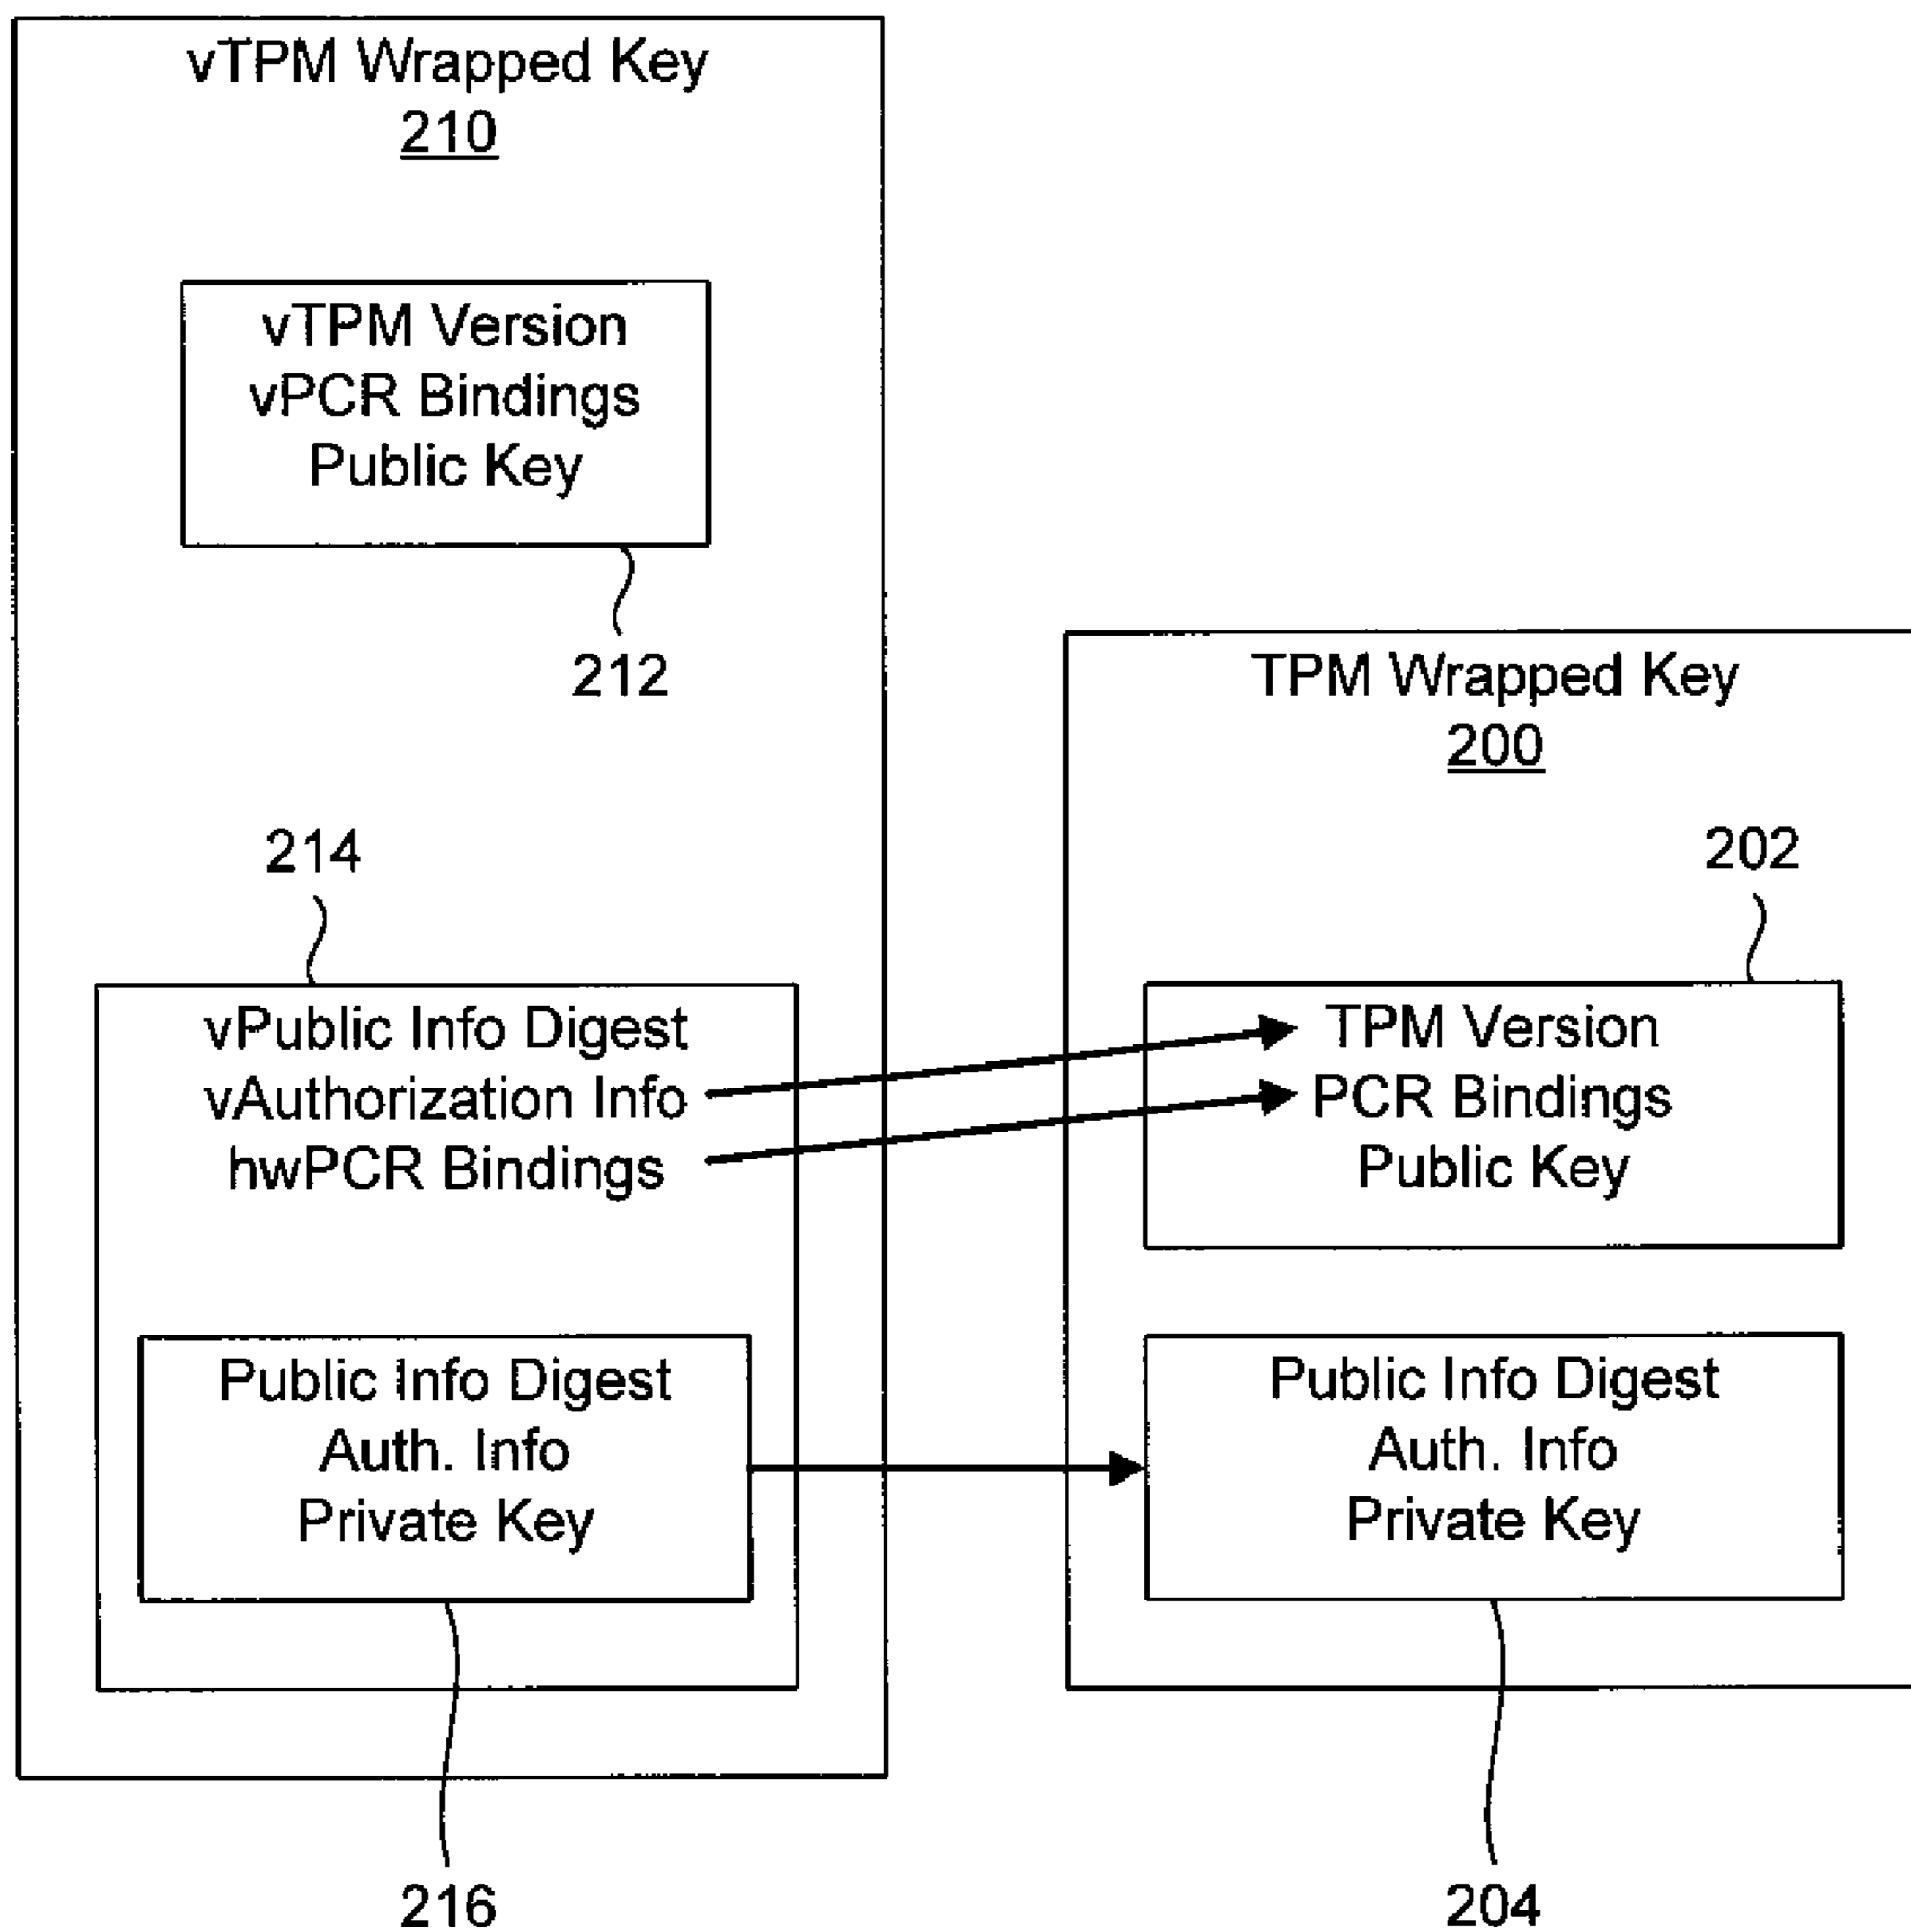 vTPM Wrapped Key
210
vTPM Version
vPCR Bindings
Public Key
212
214
vPublic Info Digest
vAuthorization Info
hwPCR Bindings
Public Info Digest
Auth. Info
Private Key
216
TPM Wrapped Key
200
202
TPM Version
PCR Bindings
Public Key
Public Info Digest
Auth. Info
Private Key
204